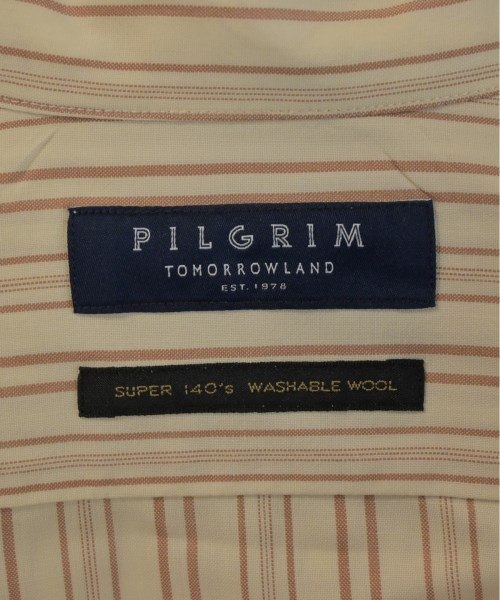 PILGRIM
TOMORROWLAND
EST. 1978
SUPER 140's WASHABLE WOOL